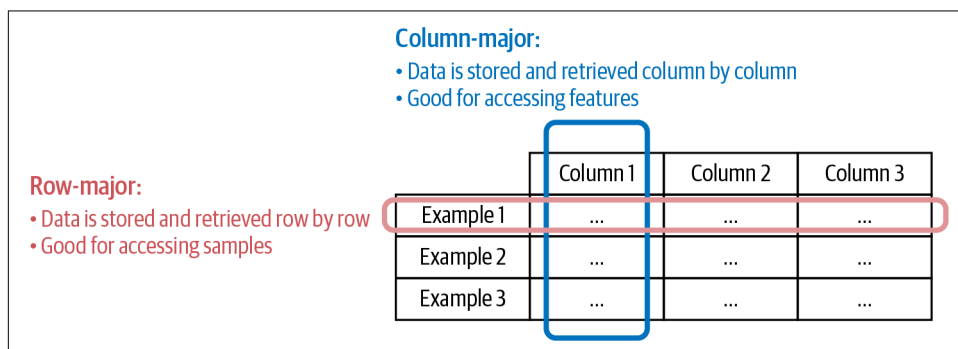 Column-major:
• Data is stored and retrieved column by column
• Good for accessing features
Row-major:
• Data is stored and retrieved row by row
• Good for accessing samples
Column 1 Column 2 Column 3
Example 1 ... ... ...
Example 2 ... ... ...
Example 3 ... ... ...